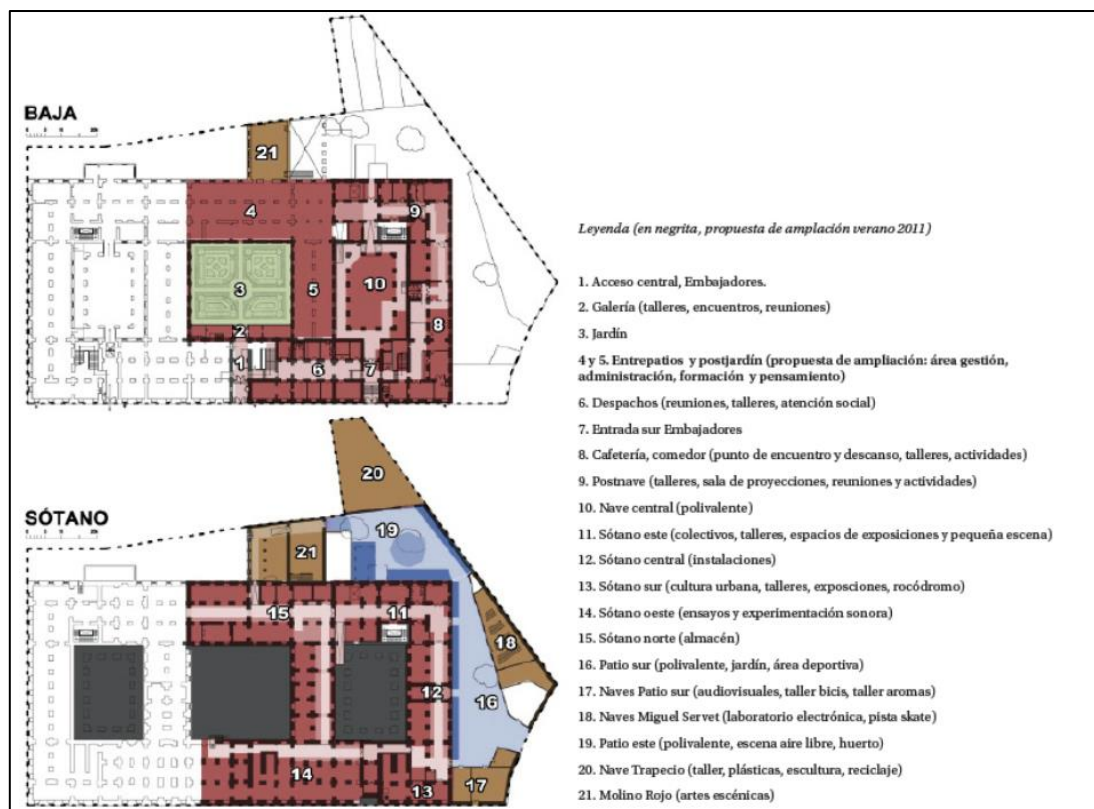 BAJA
21
4
9
3
5
10
2
8
1
6
7
SÓTANO
20
19
21
15
11
18
12
16
14
17
13
Leyenda (en negrita, propuesta de ampliación verano 2011)
1. Acceso central, Embajadores.
2. Galería (talleres, encuentros, reuniones)
3. Jardín
4 y 5. Entrepatios y postjardín (propuesta de ampliación: área gestión,
administración, formación y pensamiento)
6. Despachos (reuniones, talleres, atención social)
7. Entrada sur Embajadores
8. Cafetería, comedor (punto de encuentro y descanso, talleres, actividades)
9. Postnave (talleres, sala de proyecciones, reuniones y actividades)
10. Nave central (polivalente)
11. Sótano este (colectivos, talleres, espacios de exposiciones y pequeña escena)
12. Sótano central (instalaciones)
13. Sótano sur (cultura urbana, talleres, exposciones, rocódromo)
14. Sótano oeste (ensayos y experimentación sonora)
15. Sótano norte (almacén)
16. Patio sur (polivalente, jardín, área deportiva)
17. Naves Patio sur (audiovisuales, taller bicis, taller aromas)
18. Naves Miguel Servet (laboratorio electrónica, pista skate)
19. Patio este (polivalente, escena aire libre, huerto)
20. Nave Trapecio (taller, plásticas, escultura, reciclaje)
21. Molino Rojo (artes escénicas)